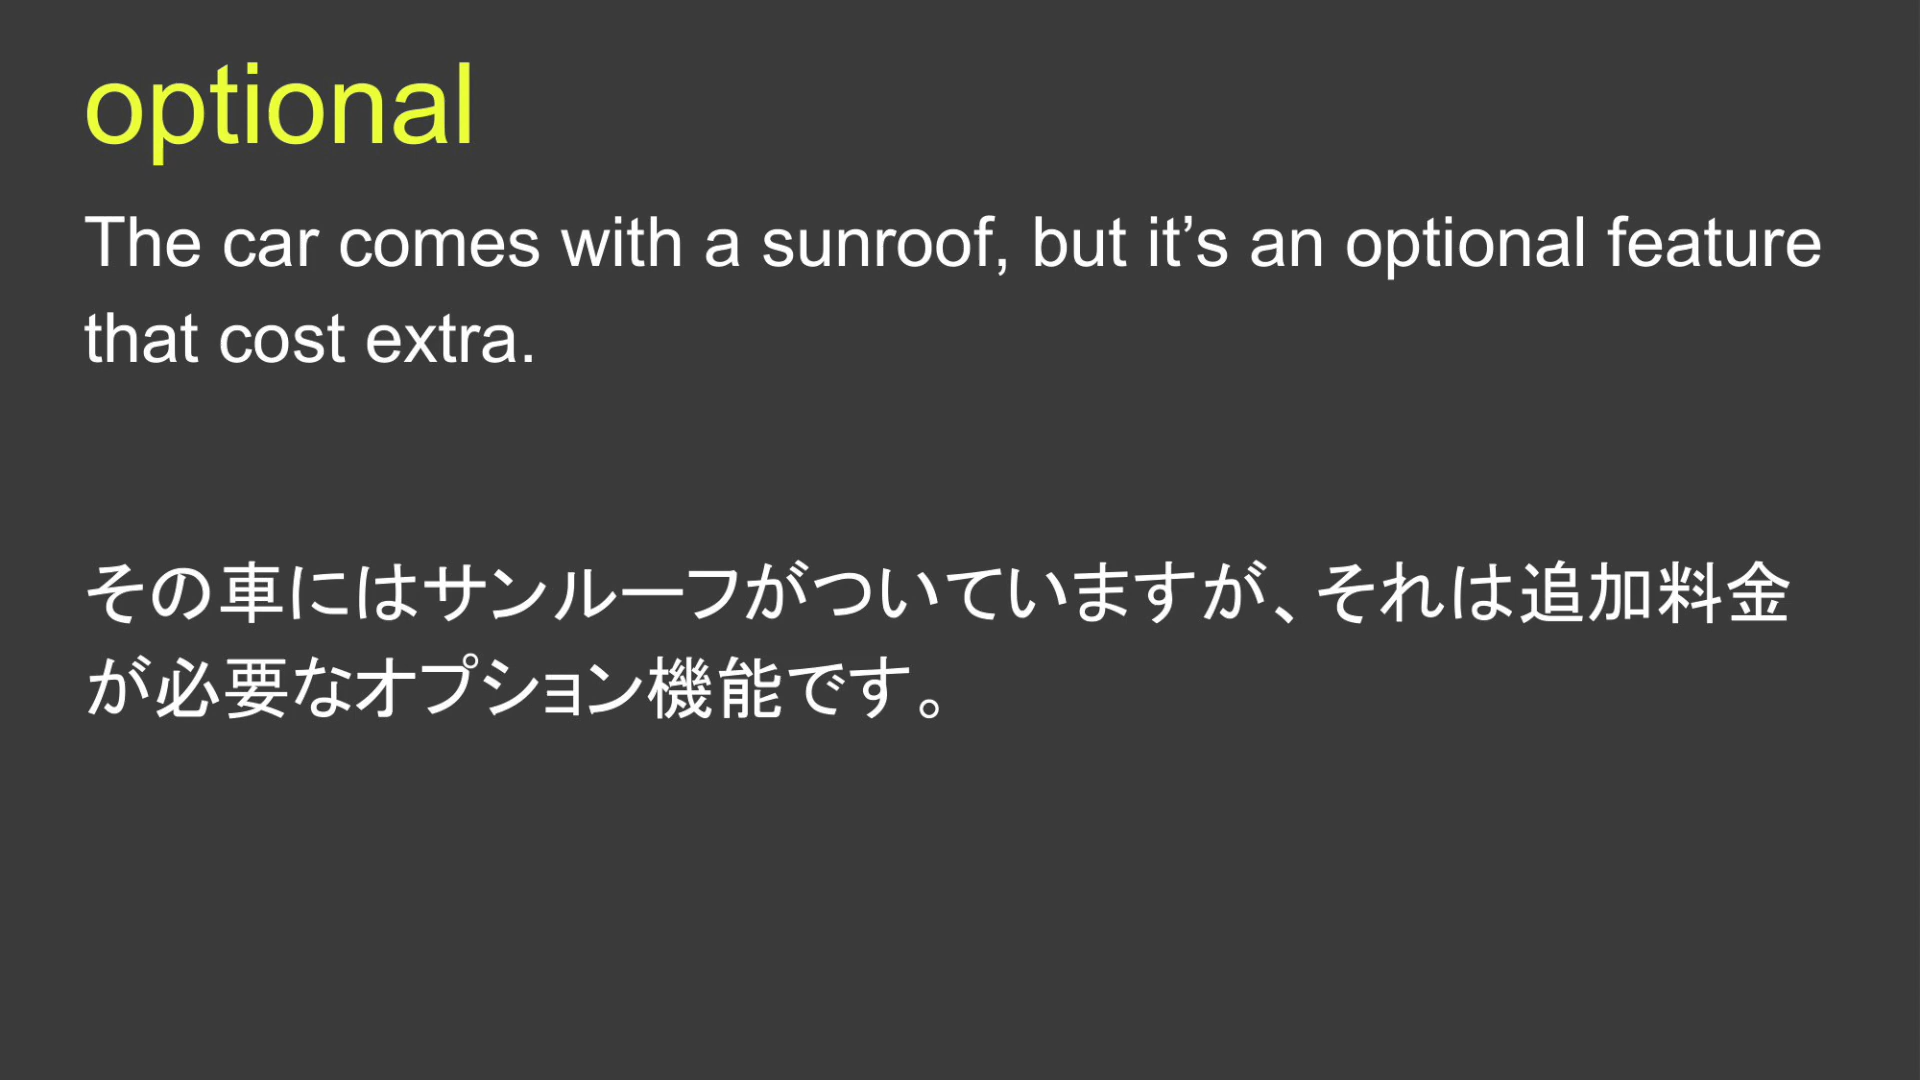 optional
The car comes with a sunroof, but it’s an optional feature
that cost extra.
その車にはサンルーフがついていますが、それは追加料金
が必要なオプション機能です。